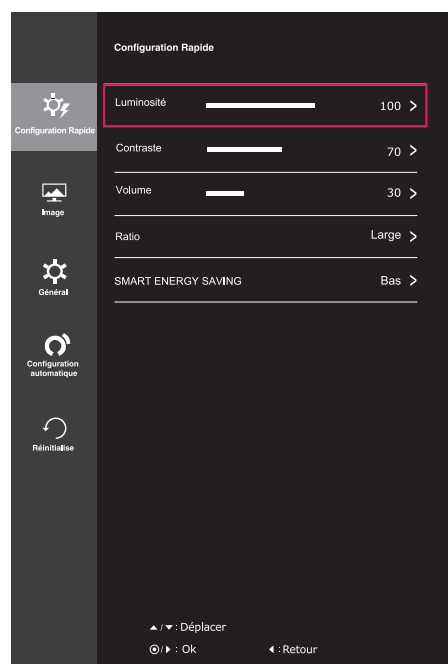 Configuration Rapide
Configuration Rapide
Luminosité 100
Contraste 70
Volume 30
Ratio Large
SMART ENERGY SAVING Bas
Image
Général
Configuration
automatique
Réinitialise
▲/▼: Déplacer
⦿/▶ : Ok ◀ : Retour